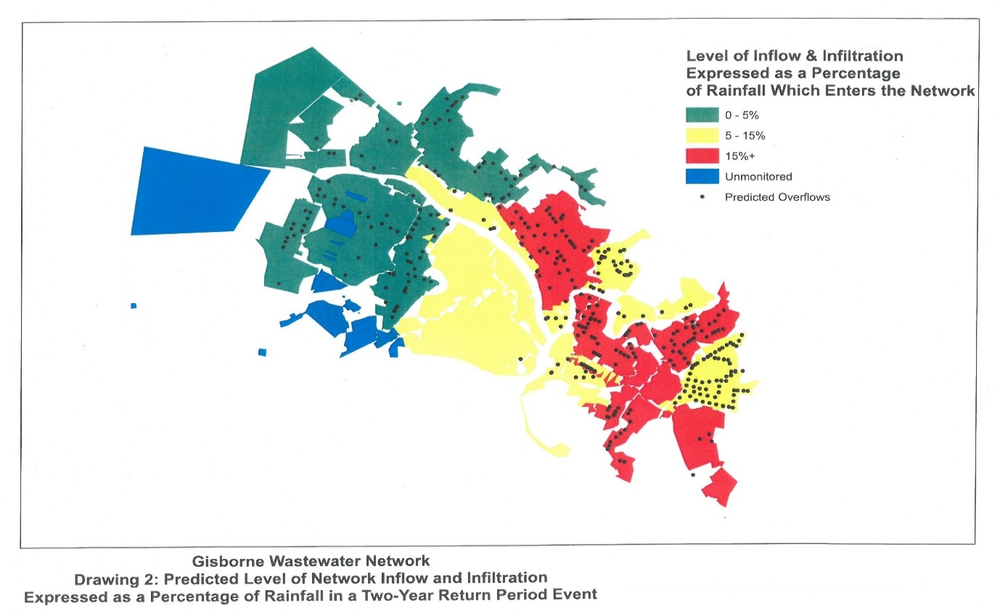 Level of Inflow & Infiltration
Expressed as a Percentage
of Rainfall Which Enters the Network
0 - 5%
5 - 15%
15%+
Unmonitored
Predicted Overflows
Gisborne Wastewater Network
Drawing 2: Predicted Level of Network Inflow and Infiltration
Expressed as a Percentage of Rainfall in a Two-Year Return Period Event